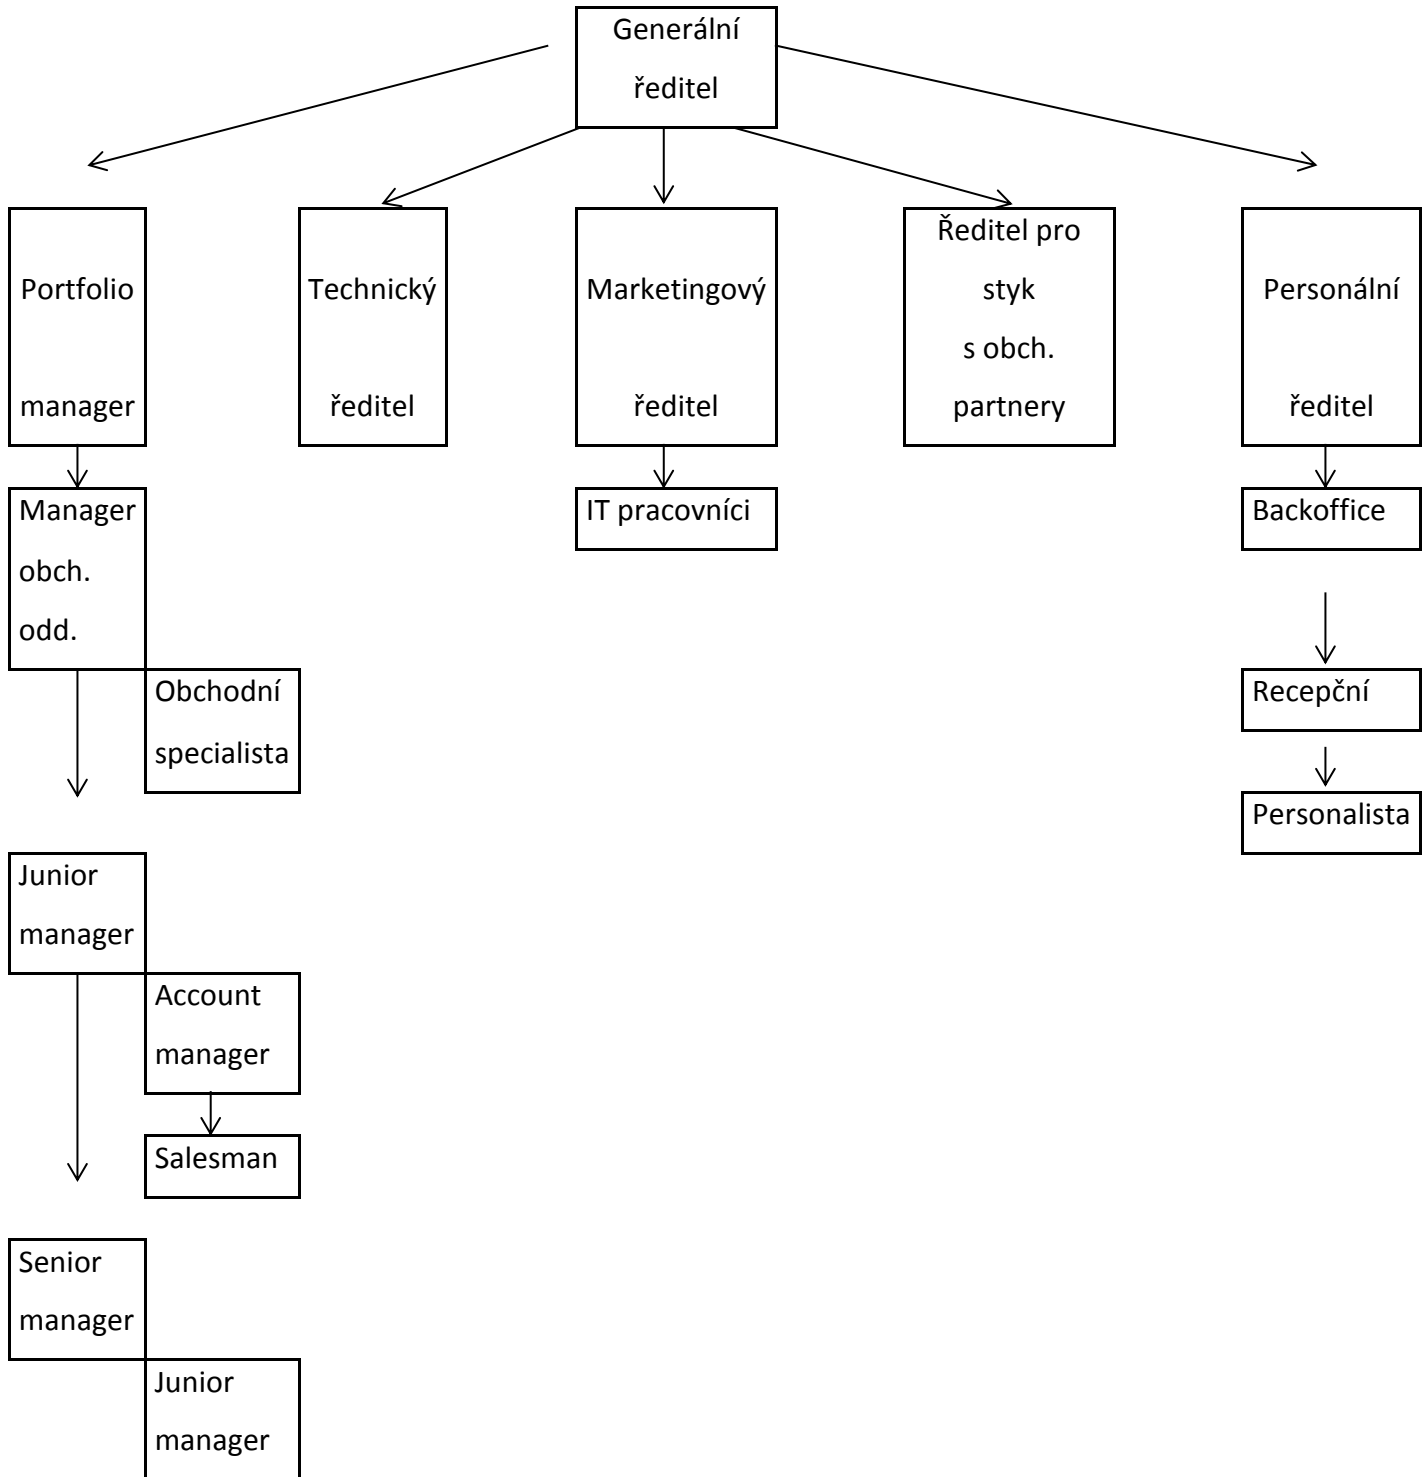 Generální
ředitel
Portfolio
manager
Technický
ředitel
Marketingový
ředitel
Ředitel pro
styk
s obch.
partnery
Personální
ředitel
Manager
obch.
odd.
IT pracovníci
Backoffice
Obchodní
specialista
Recepční
Personalista
Junior
manager
Account
manager
Salesman
Senior
manager
Junior
manager